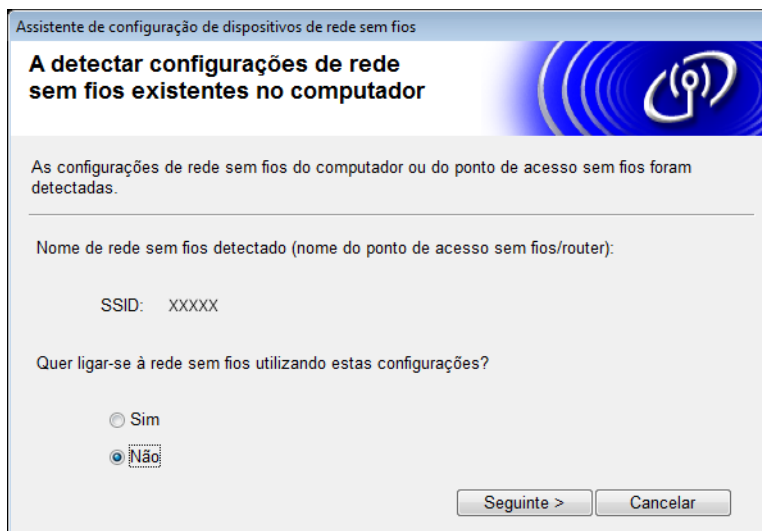 Assistente de configuração de dispositivos de rede sem fios
A detectar configurações de rede
sem fios existentes no computador
As configurações de rede sem fios do computador ou do ponto de acesso sem fios foram
detectadas.
Nome de rede sem fios detectado (nome do ponto de acesso sem fios/router):
SSID: XXXXX
Quer ligar-se à rede sem fios utilizando estas configurações?
Sim
Não
Seguinte > Cancelar